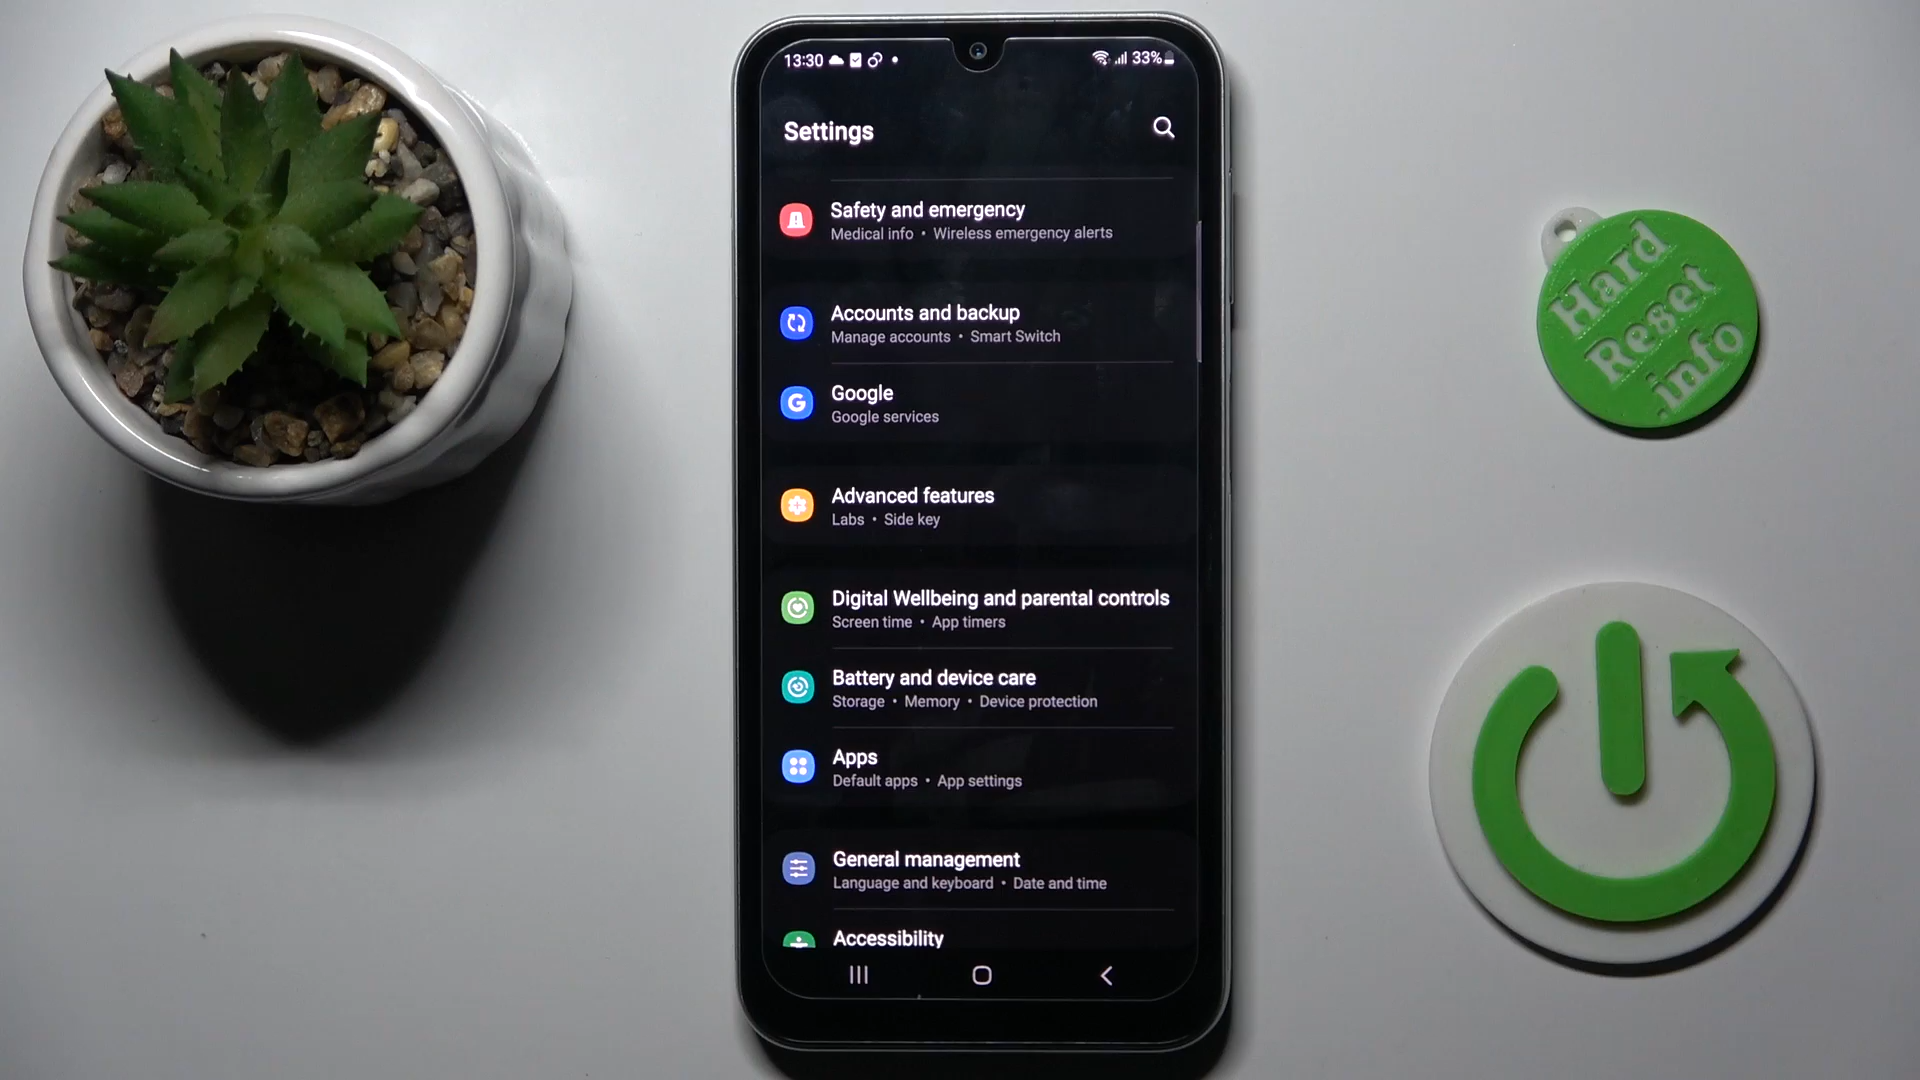 13:30
33%
Settings
Safety and emergency
Medical info • Wireless emergency alerts
Accounts and backup
Manage accounts • Smart Switch
Google
Google services
Advanced features
Labs • Side key
Digital Wellbeing and parental controls
Screen time • App timers
Battery and device care
Storage • Memory • Device protection
Apps
Default apps • App settings
General management
Language and keyboard • Date and time
Accessibility
Hard
Reset
.info